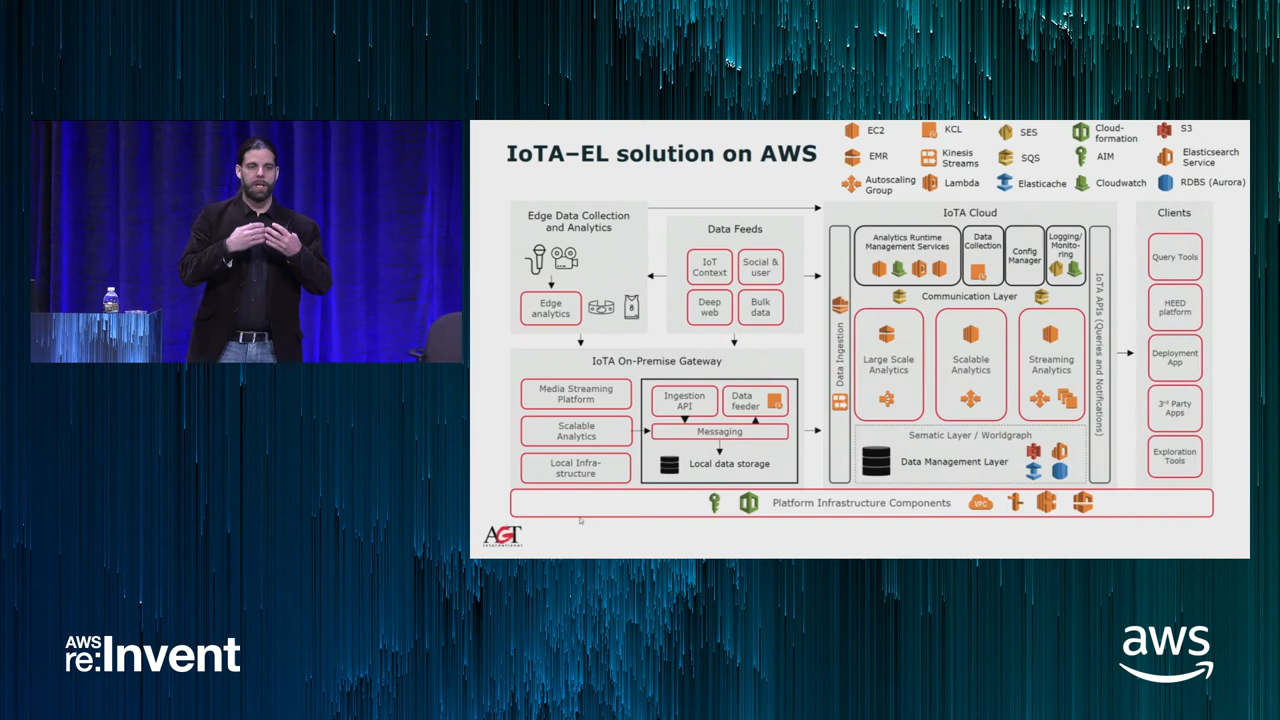 IoTA–EL solution on AWS
EC2
KCL
SES
Cloud-
formation
S3
EMR
Kinesis
Streams
SQS
AIM
Elasticsearch
Service
Autoscaling
Group
Lambda
Elasticache
Cloudwatch
RDBS (Aurora)
Edge Data Collection
and Analytics
Edge
analytics
8
Data Feeds
IoT
Context
Social &
user
Deep
web
Bulk
data
IoTA On-Premise Gateway
Media Streaming
Platform
Scalable
Analytics
Local Infra-
structure
Ingestion
API
Data
feeder
Messaging
Local data storage
IoTA Cloud
Data Ingestion
Analytics Runtime
Management Services
Data
Collection
Config
Manager
Logging/
Monito-
ring
Communication Layer
Large Scale
Analytics
Scalable
Analytics
Streaming
Analytics
Sematic Layer / Worldgraph
Data Management Layer
IoTA APIs (Queries and Notifications)
Clients
Query Tools
HEED
platform
Deployment
App
3rd Party
Apps
Exploration
Tools
Platform Infrastructure Components
VPC
AGT
International
AWS
re:Invent
aws